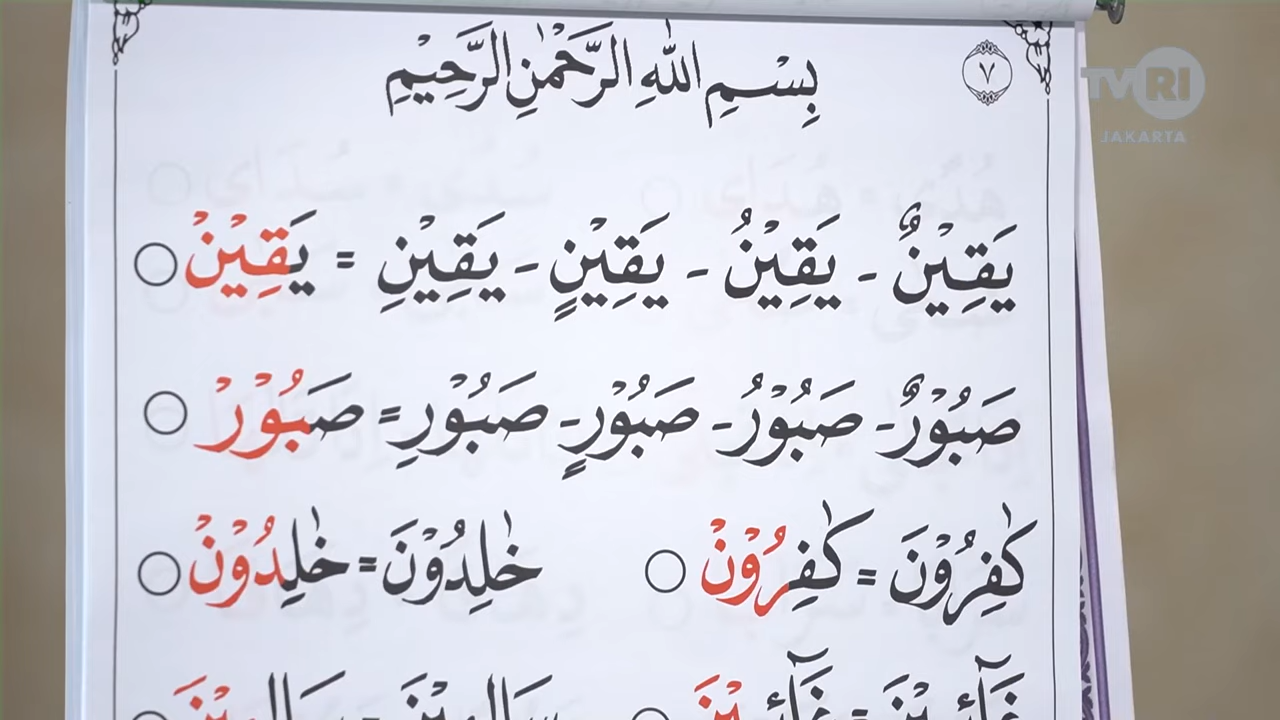 بِسْمِ اللّٰهِ الرَّحْمٰنِ الرَّحِيْمِ
٧
TVRI
JAKARTA
يَقِيْنٌ - يَقِيْنُ - يَقِيْنٍ - يَقِيْنِ = يَقِيْنْ ○
صَبُوْرٌ - صَبُوْرُ - صَبُوْرٍ - صَبُوْرِ = صَبُوْرْ ○
كٰفِرُوْنَ = كٰفِرُوْنْ ○ خٰلِدُوْنَ = خٰلِدُوْنْ ○